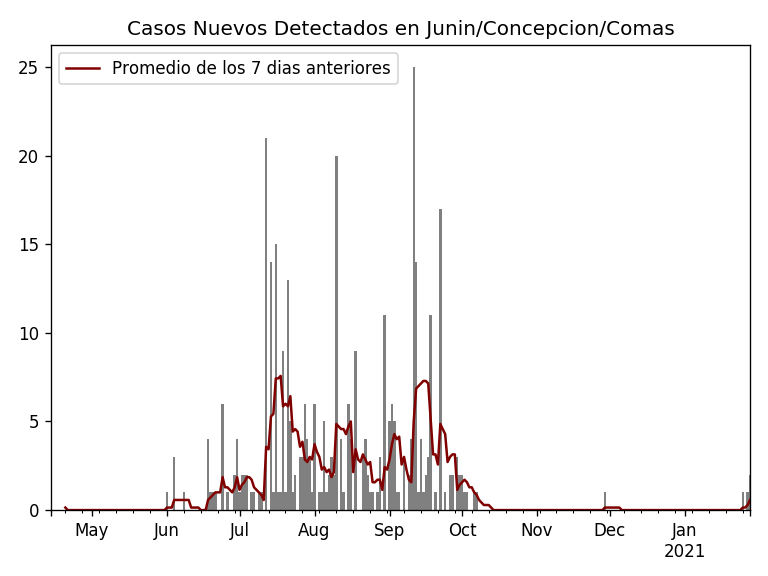 Casos Nuevos Detectados en Junin/Concepcion/Comas
Promedio de los 7 dias anteriores
25
20
15
10
5
0
May Jun Jul Aug Sep Oct Nov Dec Jan
2021